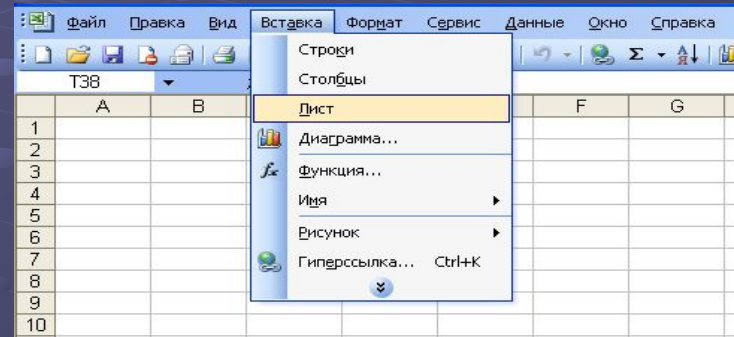 Файл Правка Вид Вставка Формат Сервис Данные Окно Справка
Σ
T38
Строки
Столбцы
Лист
Диаграмма...
fx Функция...
Имя
Рисунок
Гиперссылка... Ctrl+K
A B F G
1
2
3
4
5
6
7
8
9
10